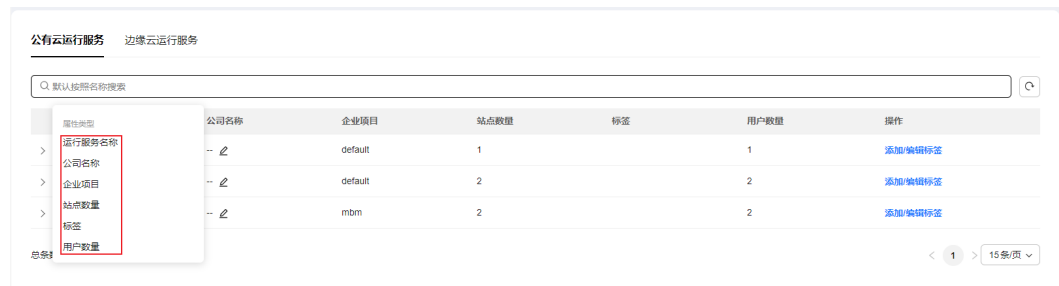 公有云运行服务 边缘云运行服务
默认按照名称搜索
属性类型
公司名称 企业项目 站点数量 标签 用户数量 操作
运行服务名称
-- default 1 1 添加/编辑标签
公司名称
企业项目
-- default 2 2 添加/编辑标签
站点数量
-- mbm 2 2 添加/编辑标签
标签
用户数量
总条 < 1 > 15条/页